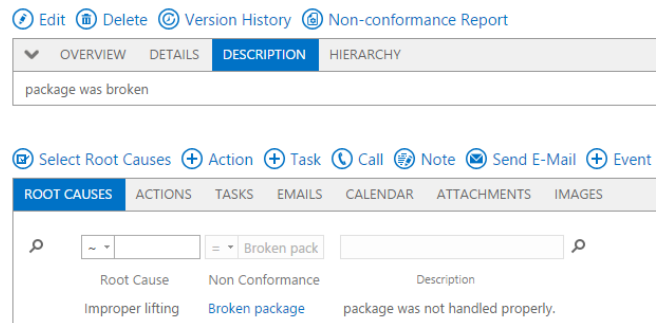 Edit Delete Version History Non-conformance Report
OVERVIEW DETAILS DESCRIPTION HIERARCHY
package was broken
Select Root Causes Action Task Call Note Send E-Mail Event
ROOT CAUSES ACTIONS TASKS EMAILS CALENDAR ATTACHMENTS IMAGES
~ = Broken pack
Root Cause Non Conformance Description
Improper lifting Broken package package was not handled properly.